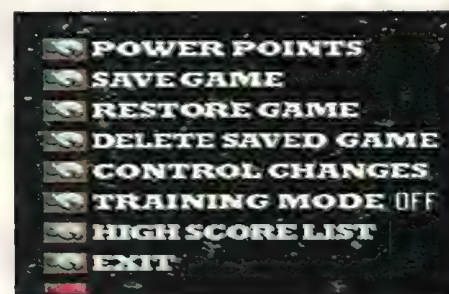 POWER POINTS
SAVE GAME
RESTORE GAME
DELETE SAVED GAME
CONTROL CHANGES
TRAINING MODE OFF
HIGH SCORE LIST
EXIT